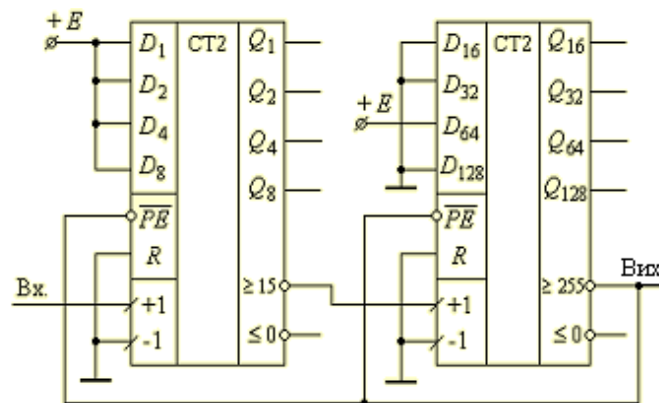 + E
D1 CT2 Q1
D2 Q2
D4 Q4
D8 Q8
PE
R
≥ 15
Вх.
+1
-1 ≤ 0
D16 CT2 Q16
D32 Q32
+ E
D64 Q64
D128 Q128
PE
R
≥ 255 Вих
+1
-1 ≤ 0